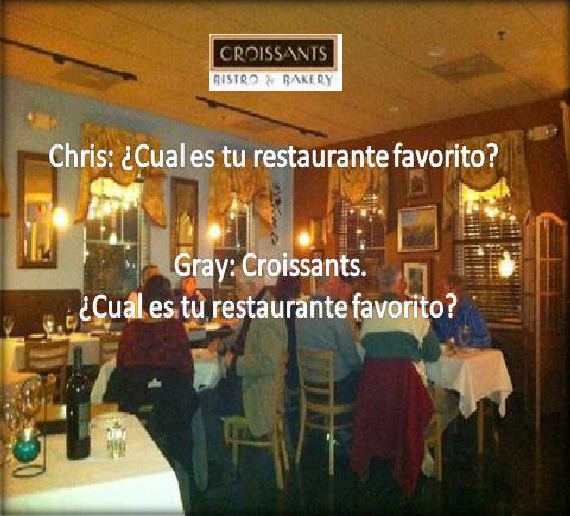 CROISSANTS
BISTRO & BAKERY
Chris: ¿Cual es tu restaurante favorito?
Gray: Croissants.
¿Cual es tu restaurante favorito?